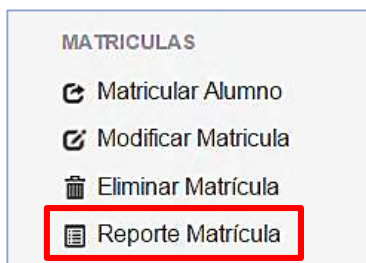 MATRICULAS
Matricular Alumno
Modificar Matricula
Eliminar Matrícula
Reporte Matrícula